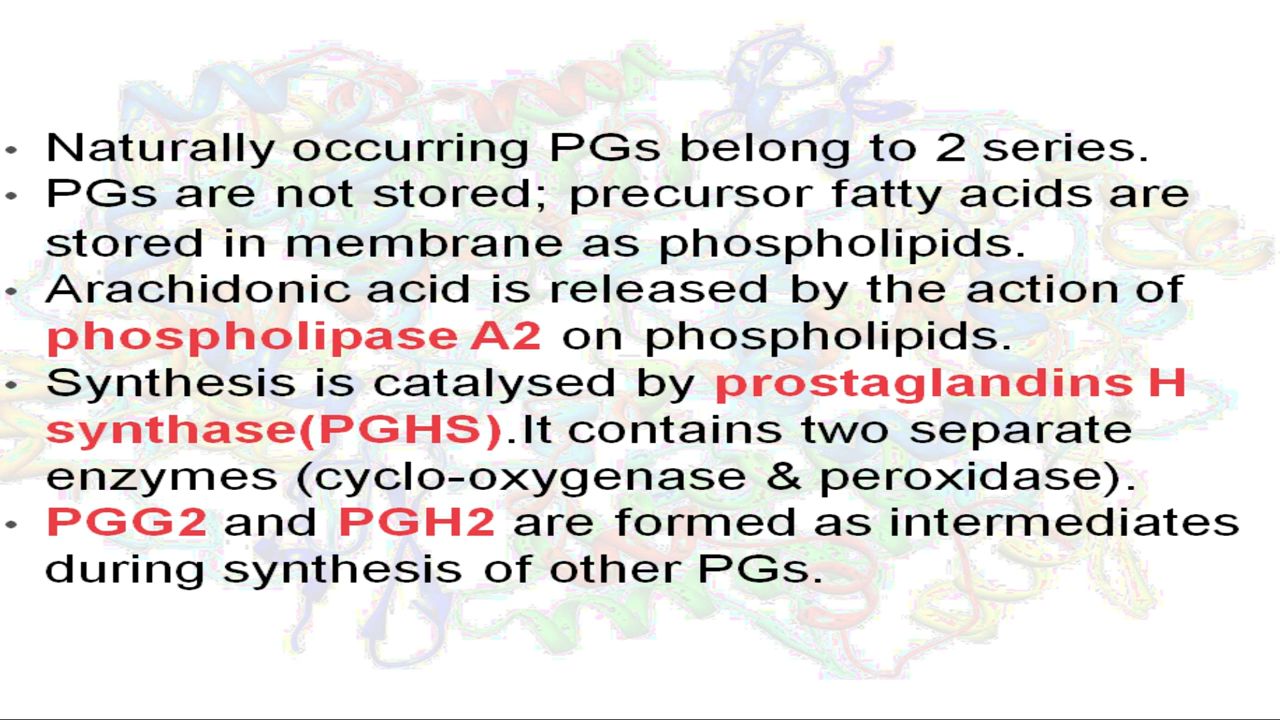 • Naturally occurring PGs belong to 2 series.
• PGs are not stored; precursor fatty acids are
stored in membrane as phospholipids.
• Arachidonic acid is released by the action of
phospholipase A2 on phospholipids.
• Synthesis is catalysed by prostaglandins H
synthase(PGHS).It contains two separate
enzymes (cyclo-oxygenase & peroxidase).
• PGG2 and PGH2 are formed as intermediates
during synthesis of other PGs.